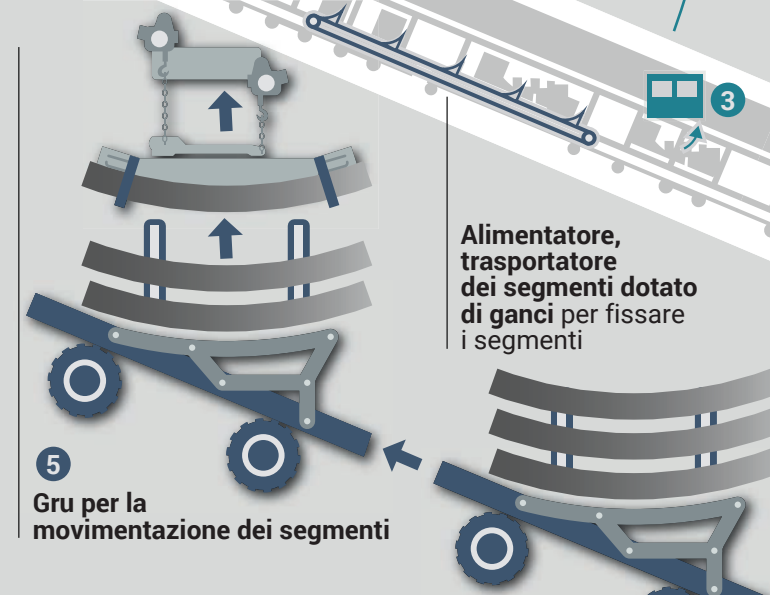 3
Alimentatore,
trasportatore
dei segmenti dotato
di ganci per fissare
i segmenti
5
Gru per la
movimentazione dei segmenti